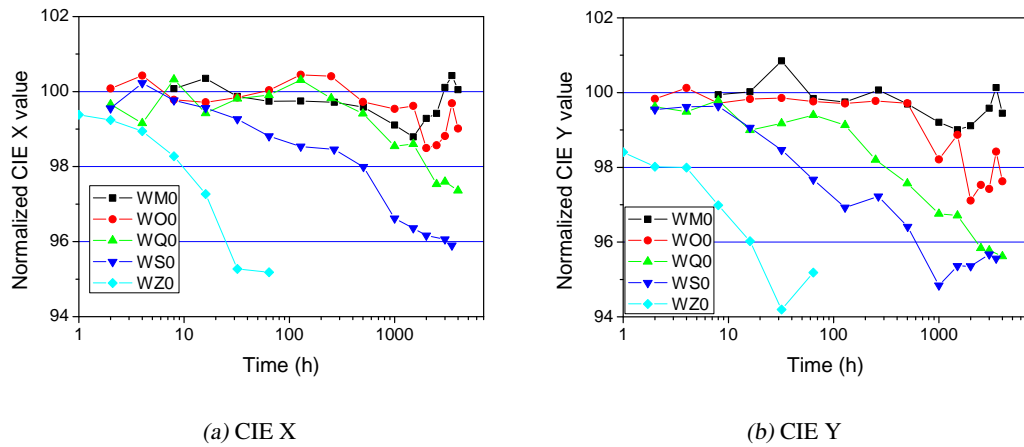 102
100
98
96
94
Normalized CIE X value
WM0
WO0
WQ0
WS0
WZ0
1 10 100 1000
Time (h)
(a) CIE X
102
100
98
96
94
Normalized CIE Y value
WM0
WO0
WQ0
WS0
WZ0
1 10 100 1000
Time (h)
(b) CIE Y